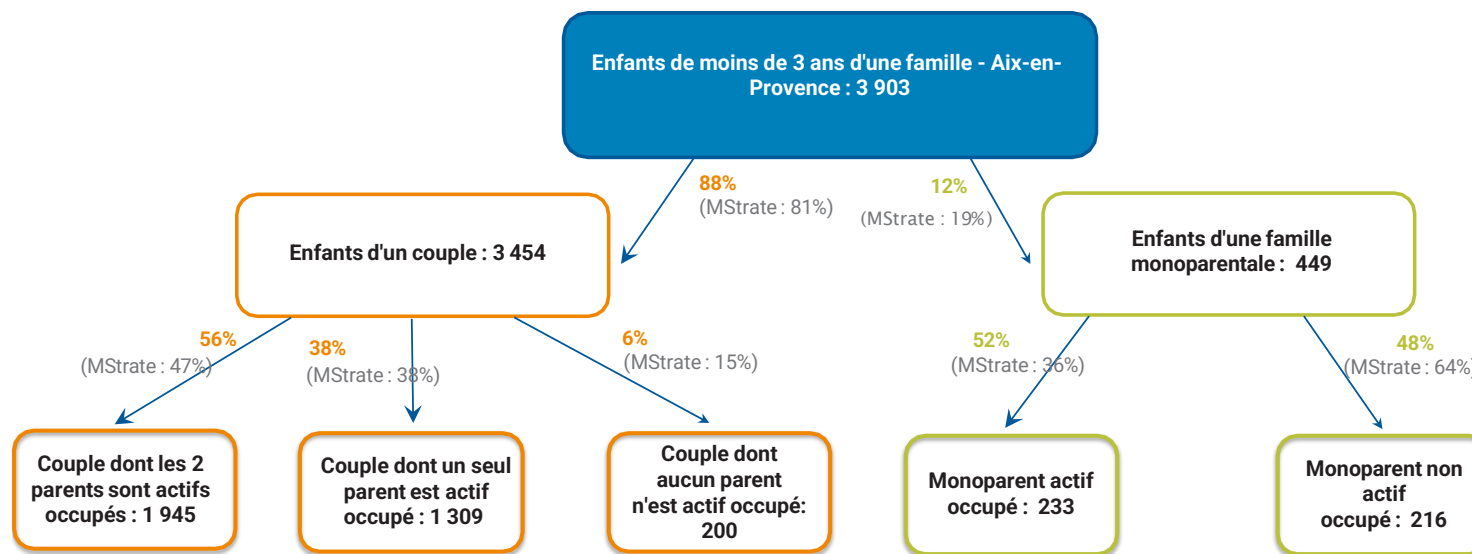 Enfants de moins de 3 ans d'une famille - Aix-en-
Provence : 3 903
88%
(MStrate : 81%)
12%
(MStrate : 19%)
Enfants d'un couple : 3 454
Enfants d'une famille
monoparentale : 449
56%
(MStrate : 47%)
38%
(MStrate : 38%)
6%
(MStrate : 15%)
52%
(MStrate : 36%)
48%
(MStrate : 64%)
Couple dont les 2
parents sont actifs
occupés : 1 945
Couple dont un seul
parent est actif
occupé : 1 309
Couple dont
aucun parent
n'est actif occupé:
200
Monoparent actif
occupé : 233
Monoparent non
actif
occupé : 216